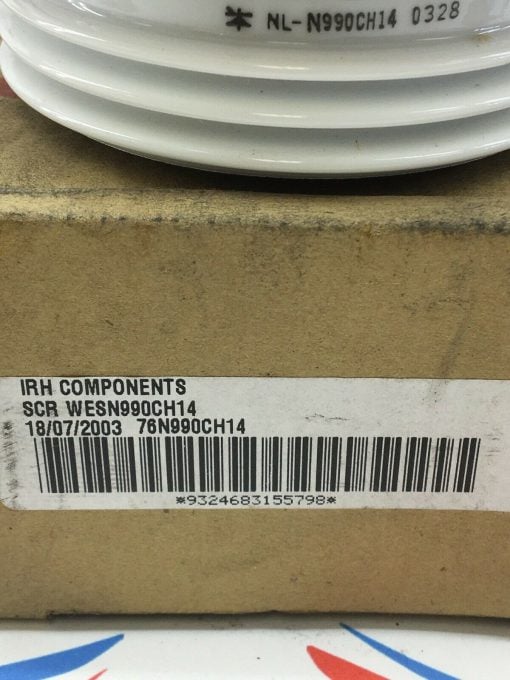 NL-N990CH14 0328
IRH COMPONENTS
SCR WESN990CH14
18/07/2003 76N990CH14
*9324683155798*